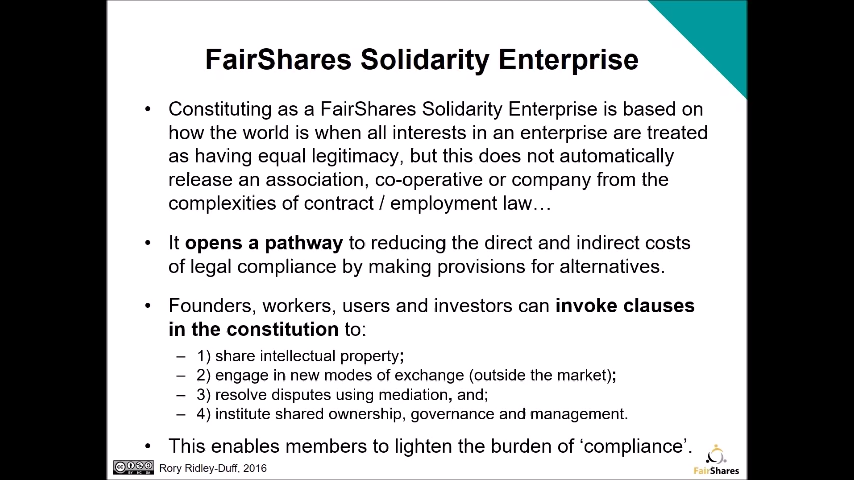 FairShares Solidarity Enterprise
• Constituting as a FairShares Solidarity Enterprise is based on
how the world is when all interests in an enterprise are treated
as having equal legitimacy, but this does not automatically
release an association, co-operative or company from the
complexities of contract / employment law…
• It opens a pathway to reducing the direct and indirect costs
of legal compliance by making provisions for alternatives.
• Founders, workers, users and investors can invoke clauses
in the constitution to:
– 1) share intellectual property;
– 2) engage in new modes of exchange (outside the market);
– 3) resolve disputes using mediation, and;
– 4) institute shared ownership, governance and management.
• This enables members to lighten the burden of ‘compliance’.
Rory Ridley-Duff, 2016
FairShares